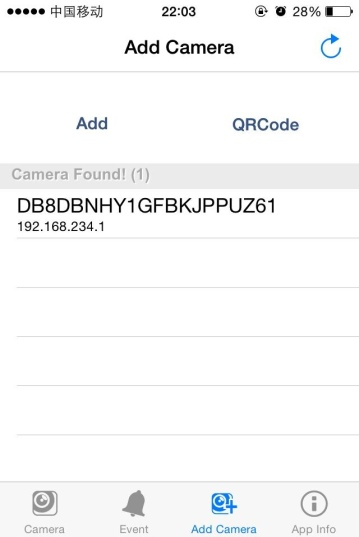 中国移动 22:03 28%
Add Camera
Add QRCode
Camera Found! (1)
DB8DBNHY1GFBKJPPUZ61
192.168.234.1
Camera Event Add Camera App Info